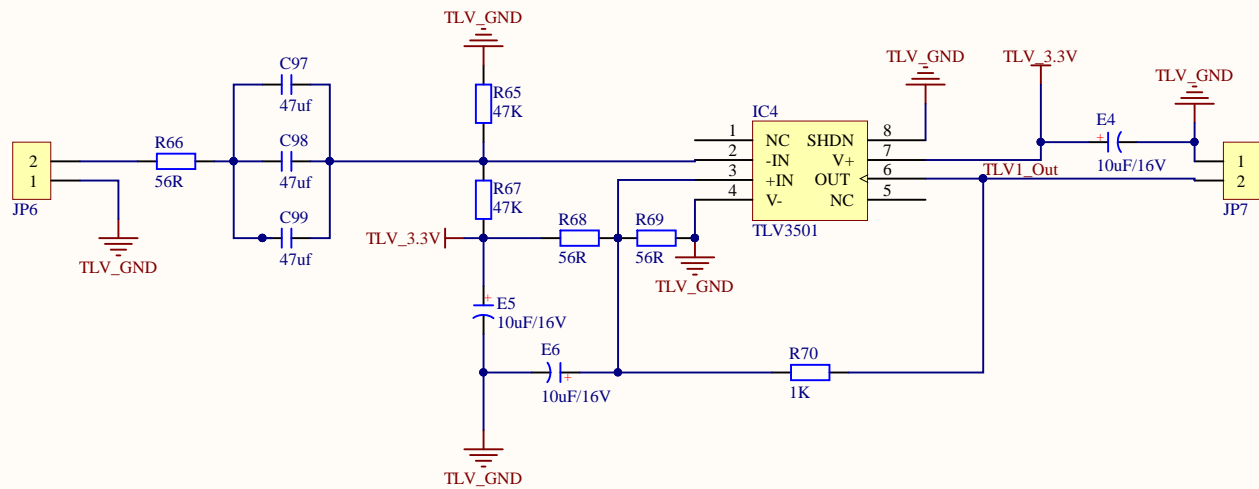 TLV_GND
C97
47uf
R65
47K
TLV_GND
TLV_3.3V
TLV_GND
IC4
E4
+
10uF/16V
R66
56R
C98
47uf
1 NC SHDN 8
2 -IN V+ 7
3 +IN OUT 6
4 V- NC 5
TLV1_Out
TLV3501
2
1
JP6
1
2
JP7
R67
47K
C99
47uf
TLV_GND
TLV_3.3V
R68
56R
R69
56R
TLV_GND
+
E5
10uF/16V
E6
+
10uF/16V
R70
1K
TLV_GND